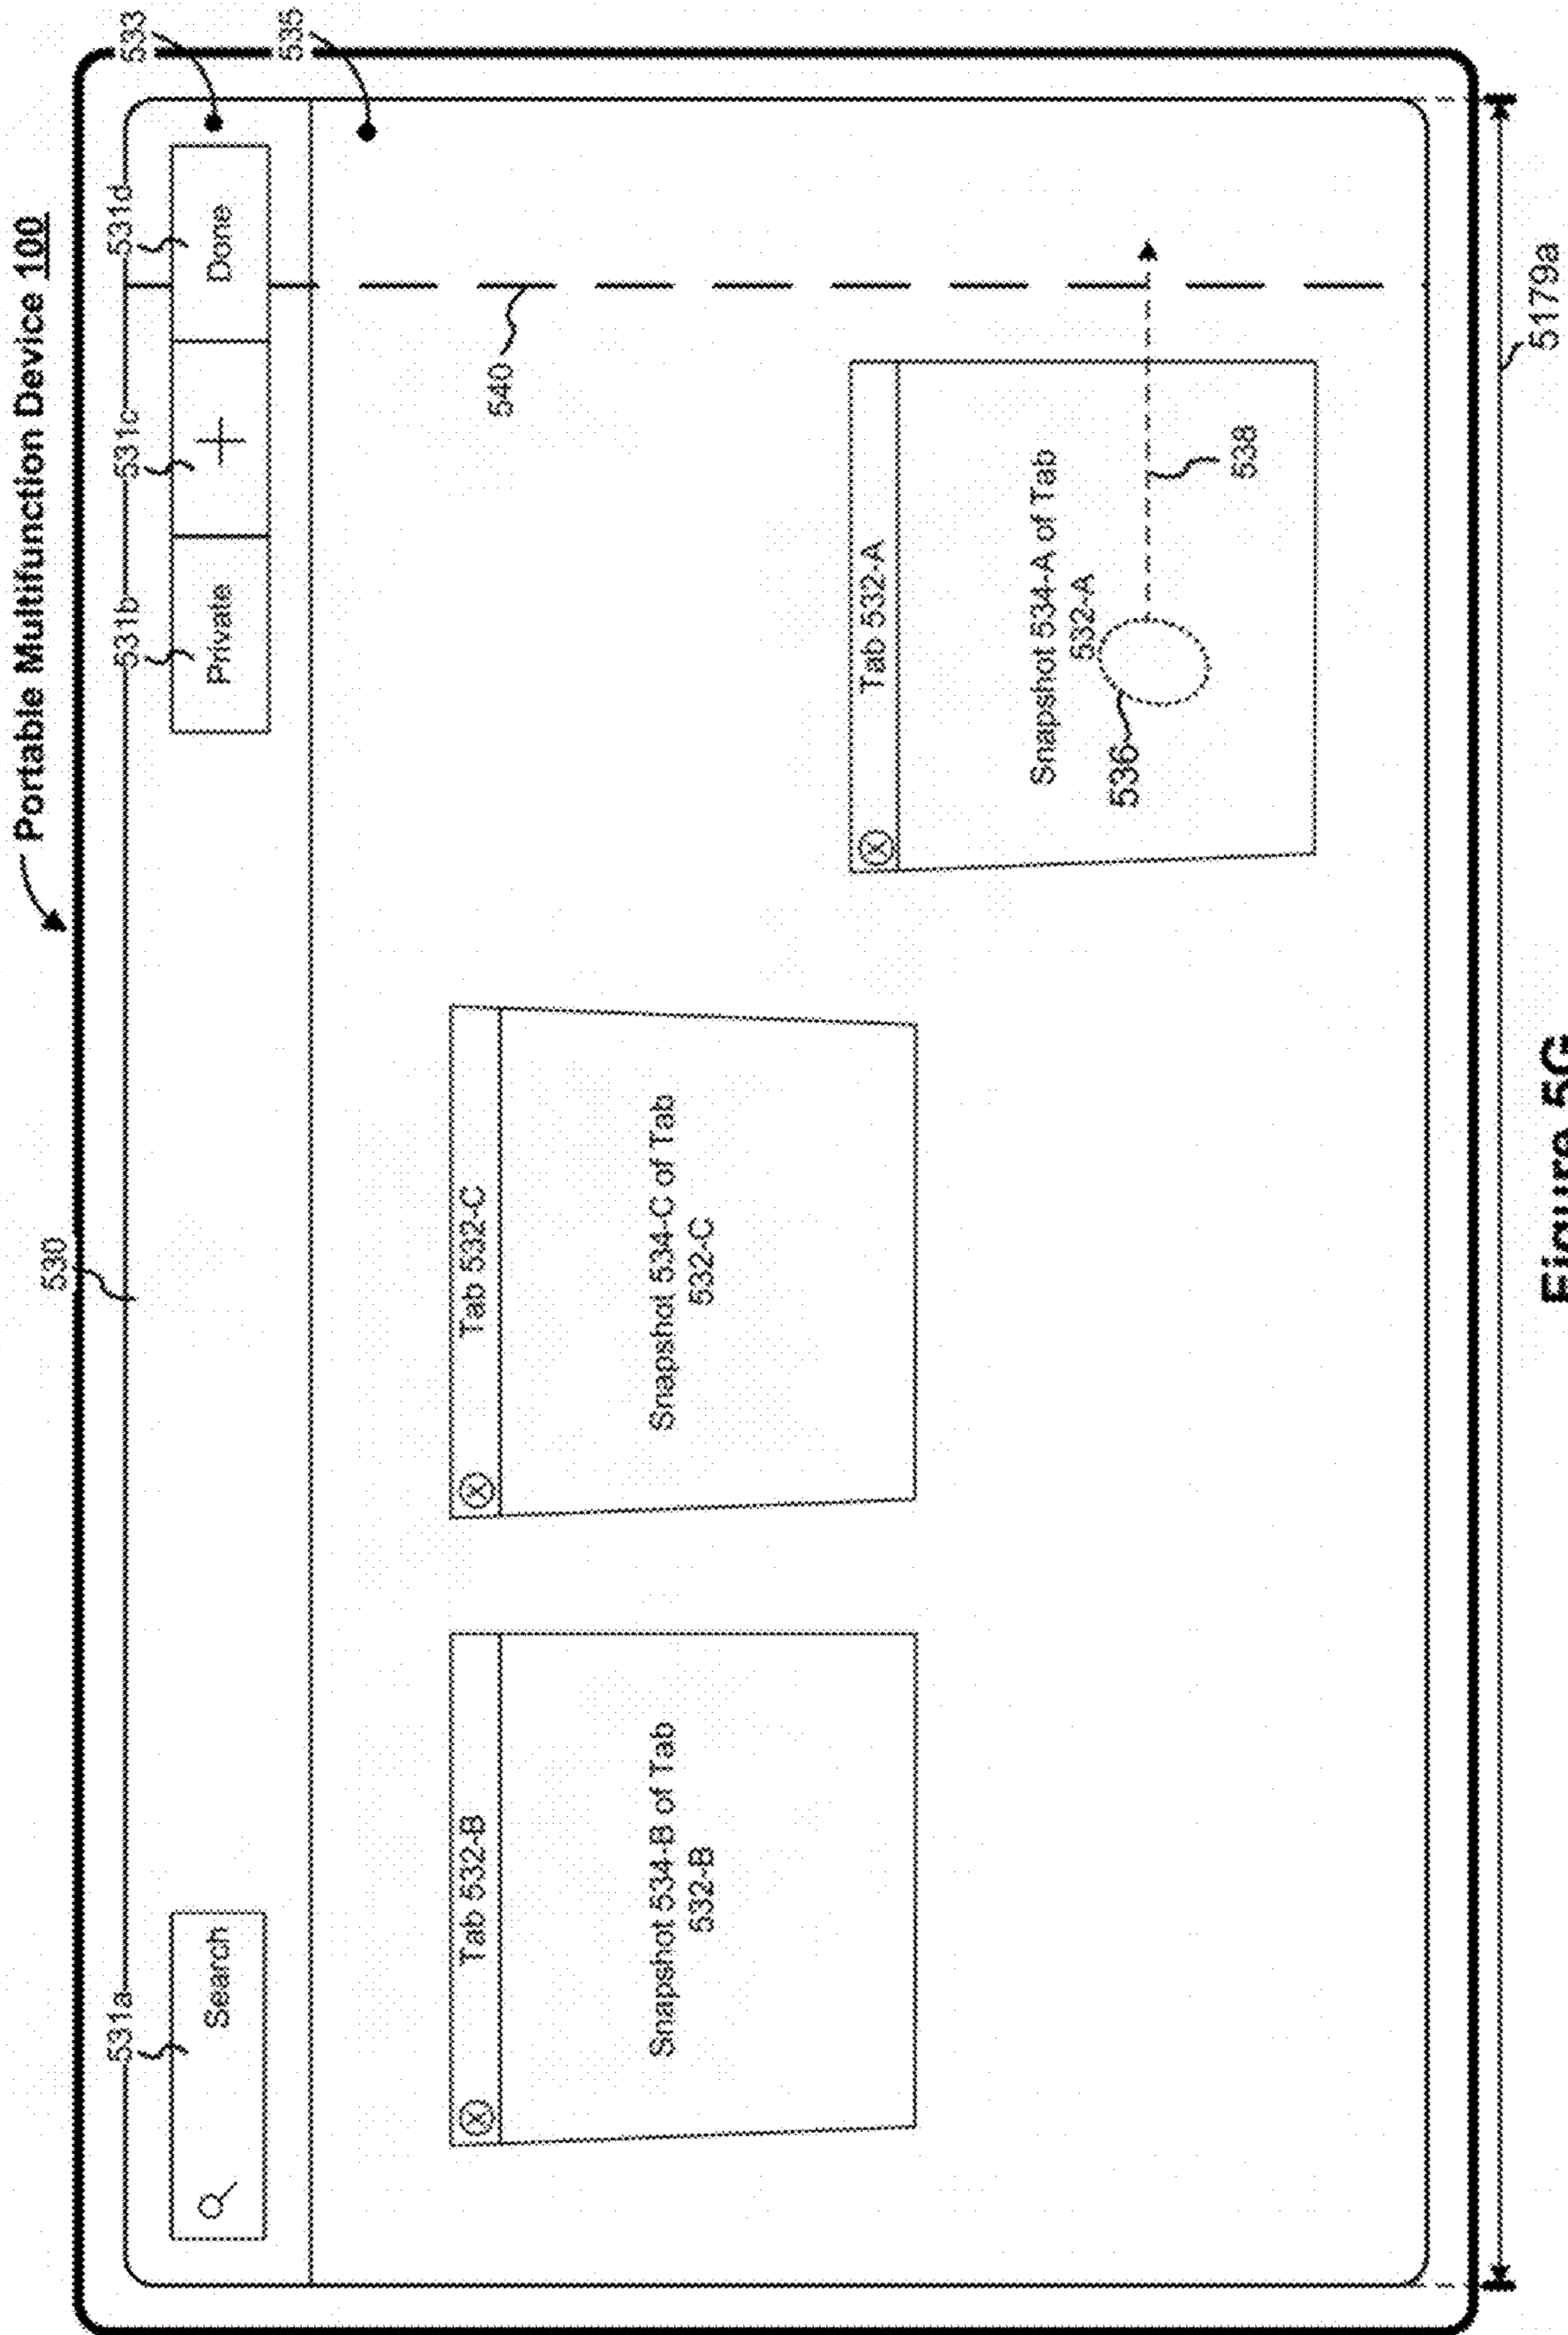 Portable Multifunction Device 100
530
531a
531b
531c
531d
533
535
Search
Private
+
Done
540
X Tab 532-B
Snapshot 534-B of Tab
532-B
X Tab 532-C
Snapshot 534-C of Tab
532-C
X Tab 532-A
Snapshot 534-A of Tab
532-A
536
538
5179a
Figure 5G